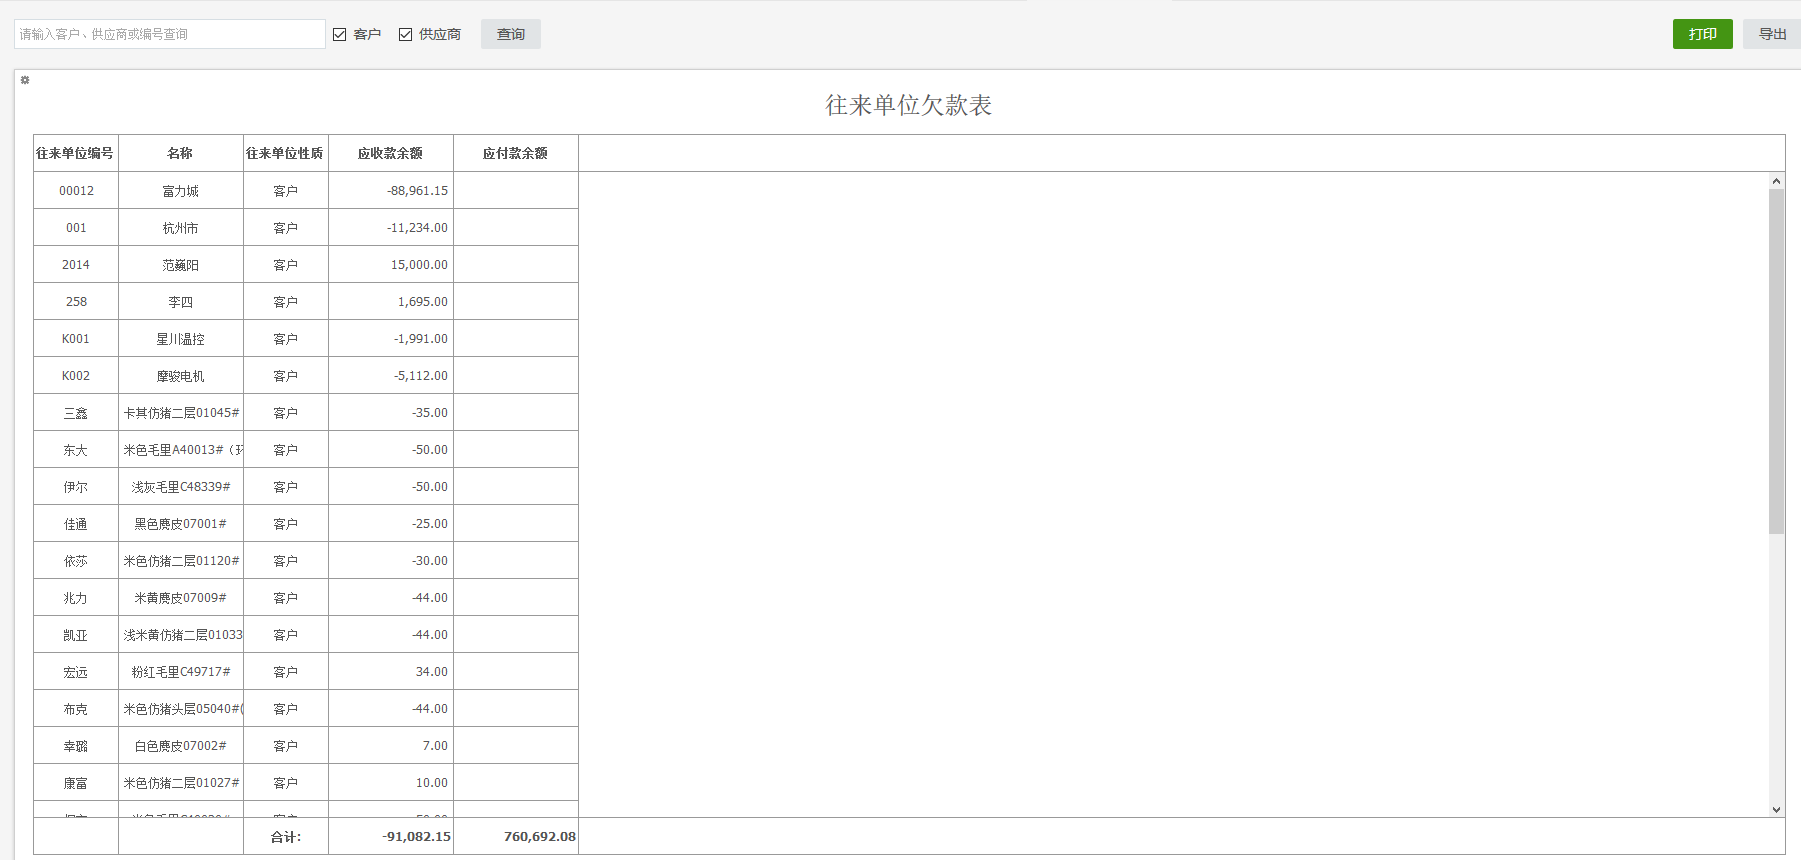 请输入客户、供应商或编号查询 客户 供应商 查询 打印 导出
往来单位欠款表
往来单位编号 名称 往来单位性质 应收款余额 应付款余额
00012 富力城 客户 -88,961.15
001 杭州市 客户 -11,234.00
2014 范巍阳 客户 15,000.00
258 李四 客户 1,695.00
K001 星川温控 客户 -1,991.00
K002 摩骏电机 客户 -5,112.00
三鑫 卡其仿猪二层01045# 客户 -35.00
东大 米色毛里A40013#（环 客户 -50.00
伊尔 浅灰毛里C48339# 客户 -50.00
佳通 黑色麂皮07001# 客户 -25.00
依莎 米色仿猪二层01120# 客户 -30.00
兆力 米黄麂皮07009# 客户 -44.00
凯亚 浅米黄仿猪二层01033 客户 -44.00
宏远 粉红毛里C49717# 客户 34.00
布克 米色仿猪头层05040#( 客户 -44.00
幸璐 白色麂皮07002# 客户 7.00
康富 米色仿猪二层01027# 客户 10.00
合计: -91,082.15 760,692.08